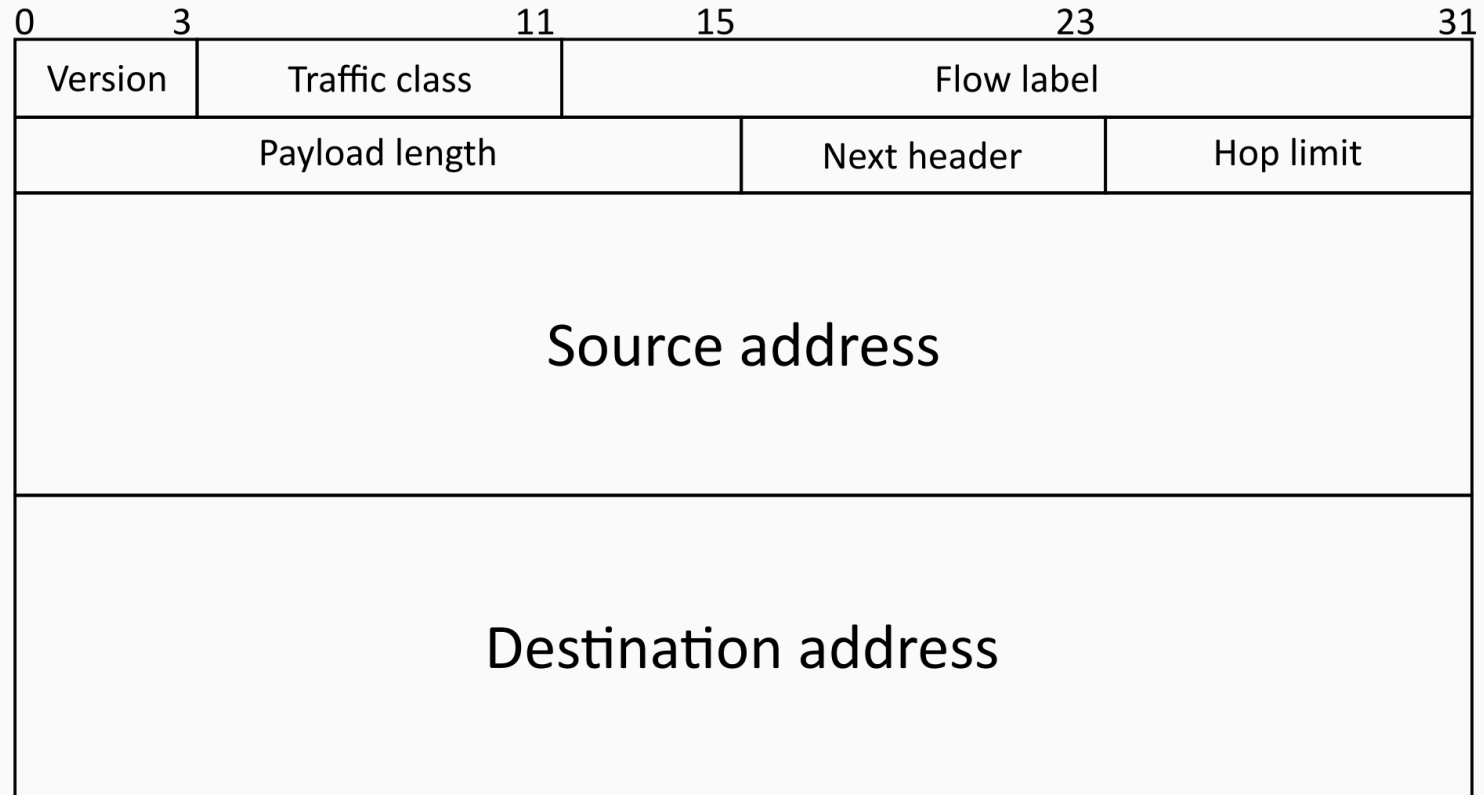 0 3 11 15 23 31
Version Traffic class Flow label
Payload length Next header Hop limit
Source address
Destination address